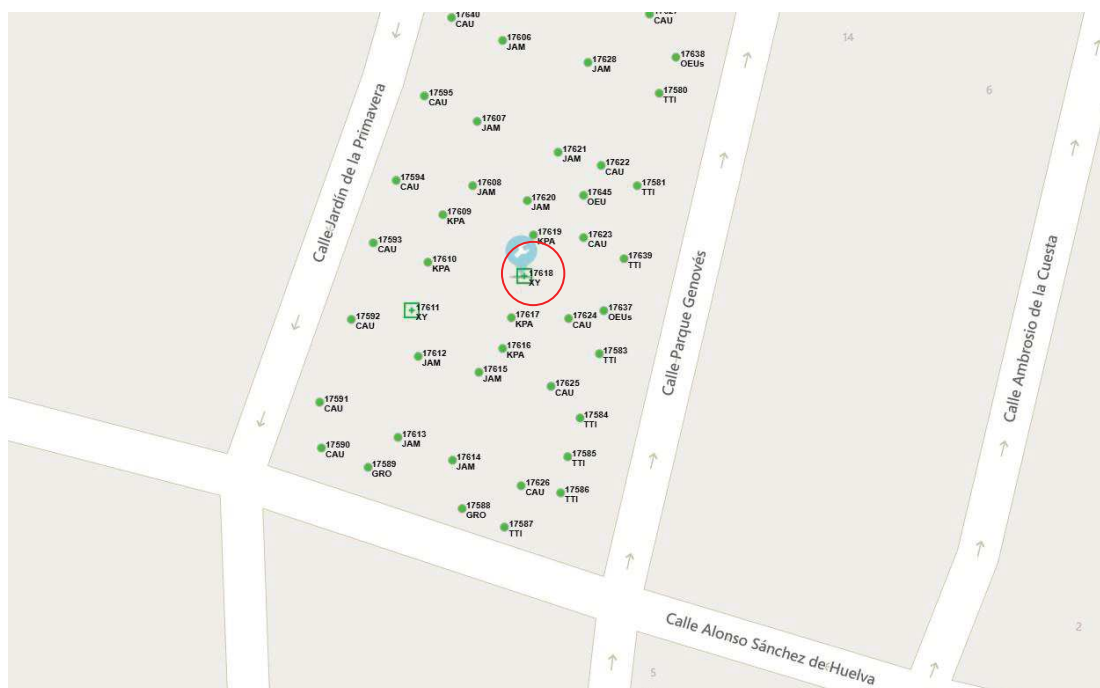 17640
CAU
17627
CAU
14
17606
JAM
17638
OEUs
17628
JAM
6
17580
TTI
17595
CAU
17607
JAM
Calle Jardín de la Primavera
17621
JAM
17622
CAU
17594
CAU
17608
JAM
17581
TTI
17645
OEU
17620
JAM
17609
KPA
17619
KPA
17623
CAU
17593
CAU
17639
TTI
17610
KPA
17618
XY
17611
XY
17637
OEUs
17592
CAU
17617
KPA
17624
CAU
Calle Parque Genovés
Calle Ambrosio de la Cuesta
17616
KPA
17583
TTI
17612
JAM
17615
JAM
17625
CAU
17591
CAU
17584
TTI
17613
JAM
17590
CAU
17585
TTI
17589
GRO
17614
JAM
17626
CAU
17586
TTI
17588
GRO
17587
TTI
Calle Alonso Sánchez de Huelva
2
5